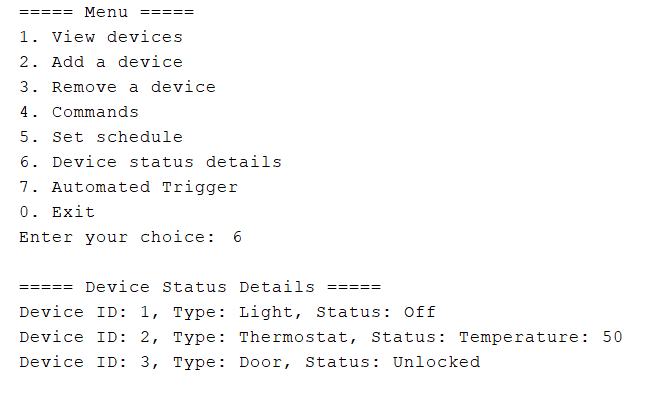 ===== Menu =====
1. View devices
2. Add a device
3. Remove a device
4. Commands
5. Set schedule
6. Device status details
7. Automated Trigger
0. Exit
Enter your choice: 6
===== Device Status Details =====
Device ID: 1, Type: Light, Status: Off
Device ID: 2, Type: Thermostat, Status: Temperature: 50
Device ID: 3, Type: Door, Status: Unlocked